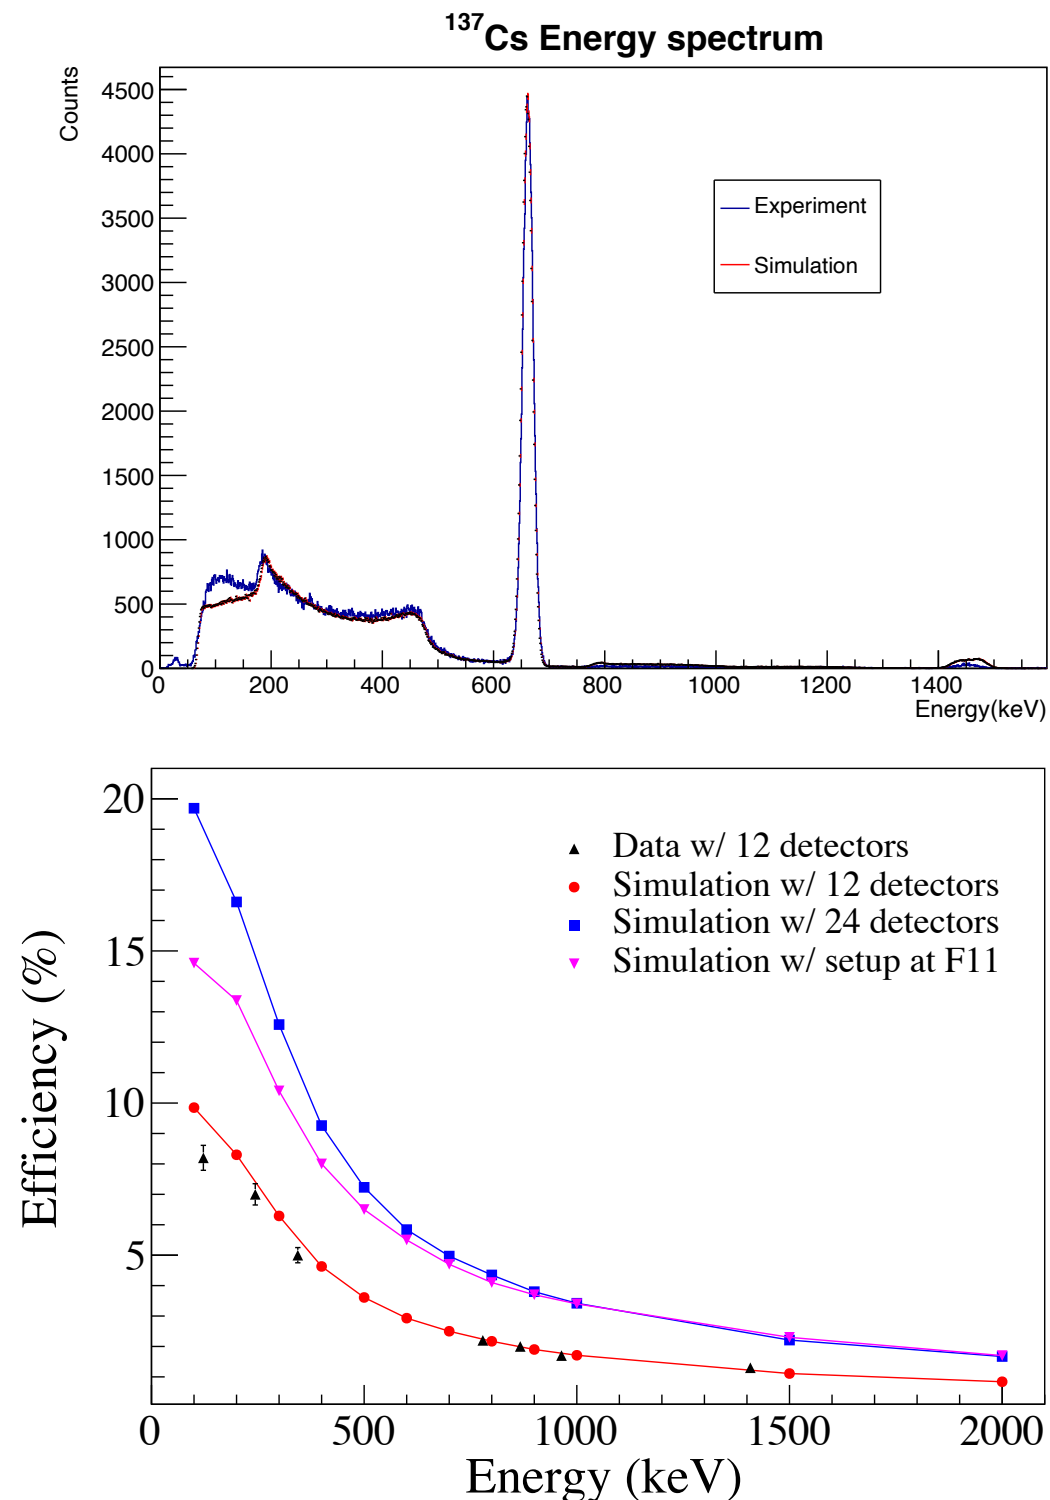 ¹³⁷Cs Energy spectrum
Counts
4500
4000
3500
3000
2500
2000
1500
1000
500
0
Experiment
Simulation
0 200 400 600 800 1000 1200 1400
Energy(keV)
20
15
10
5
Efficiency (%)
Data w/ 12 detectors
Simulation w/ 12 detectors
Simulation w/ 24 detectors
Simulation w/ setup at F11
0 500 1000 1500 2000
Energy (keV)